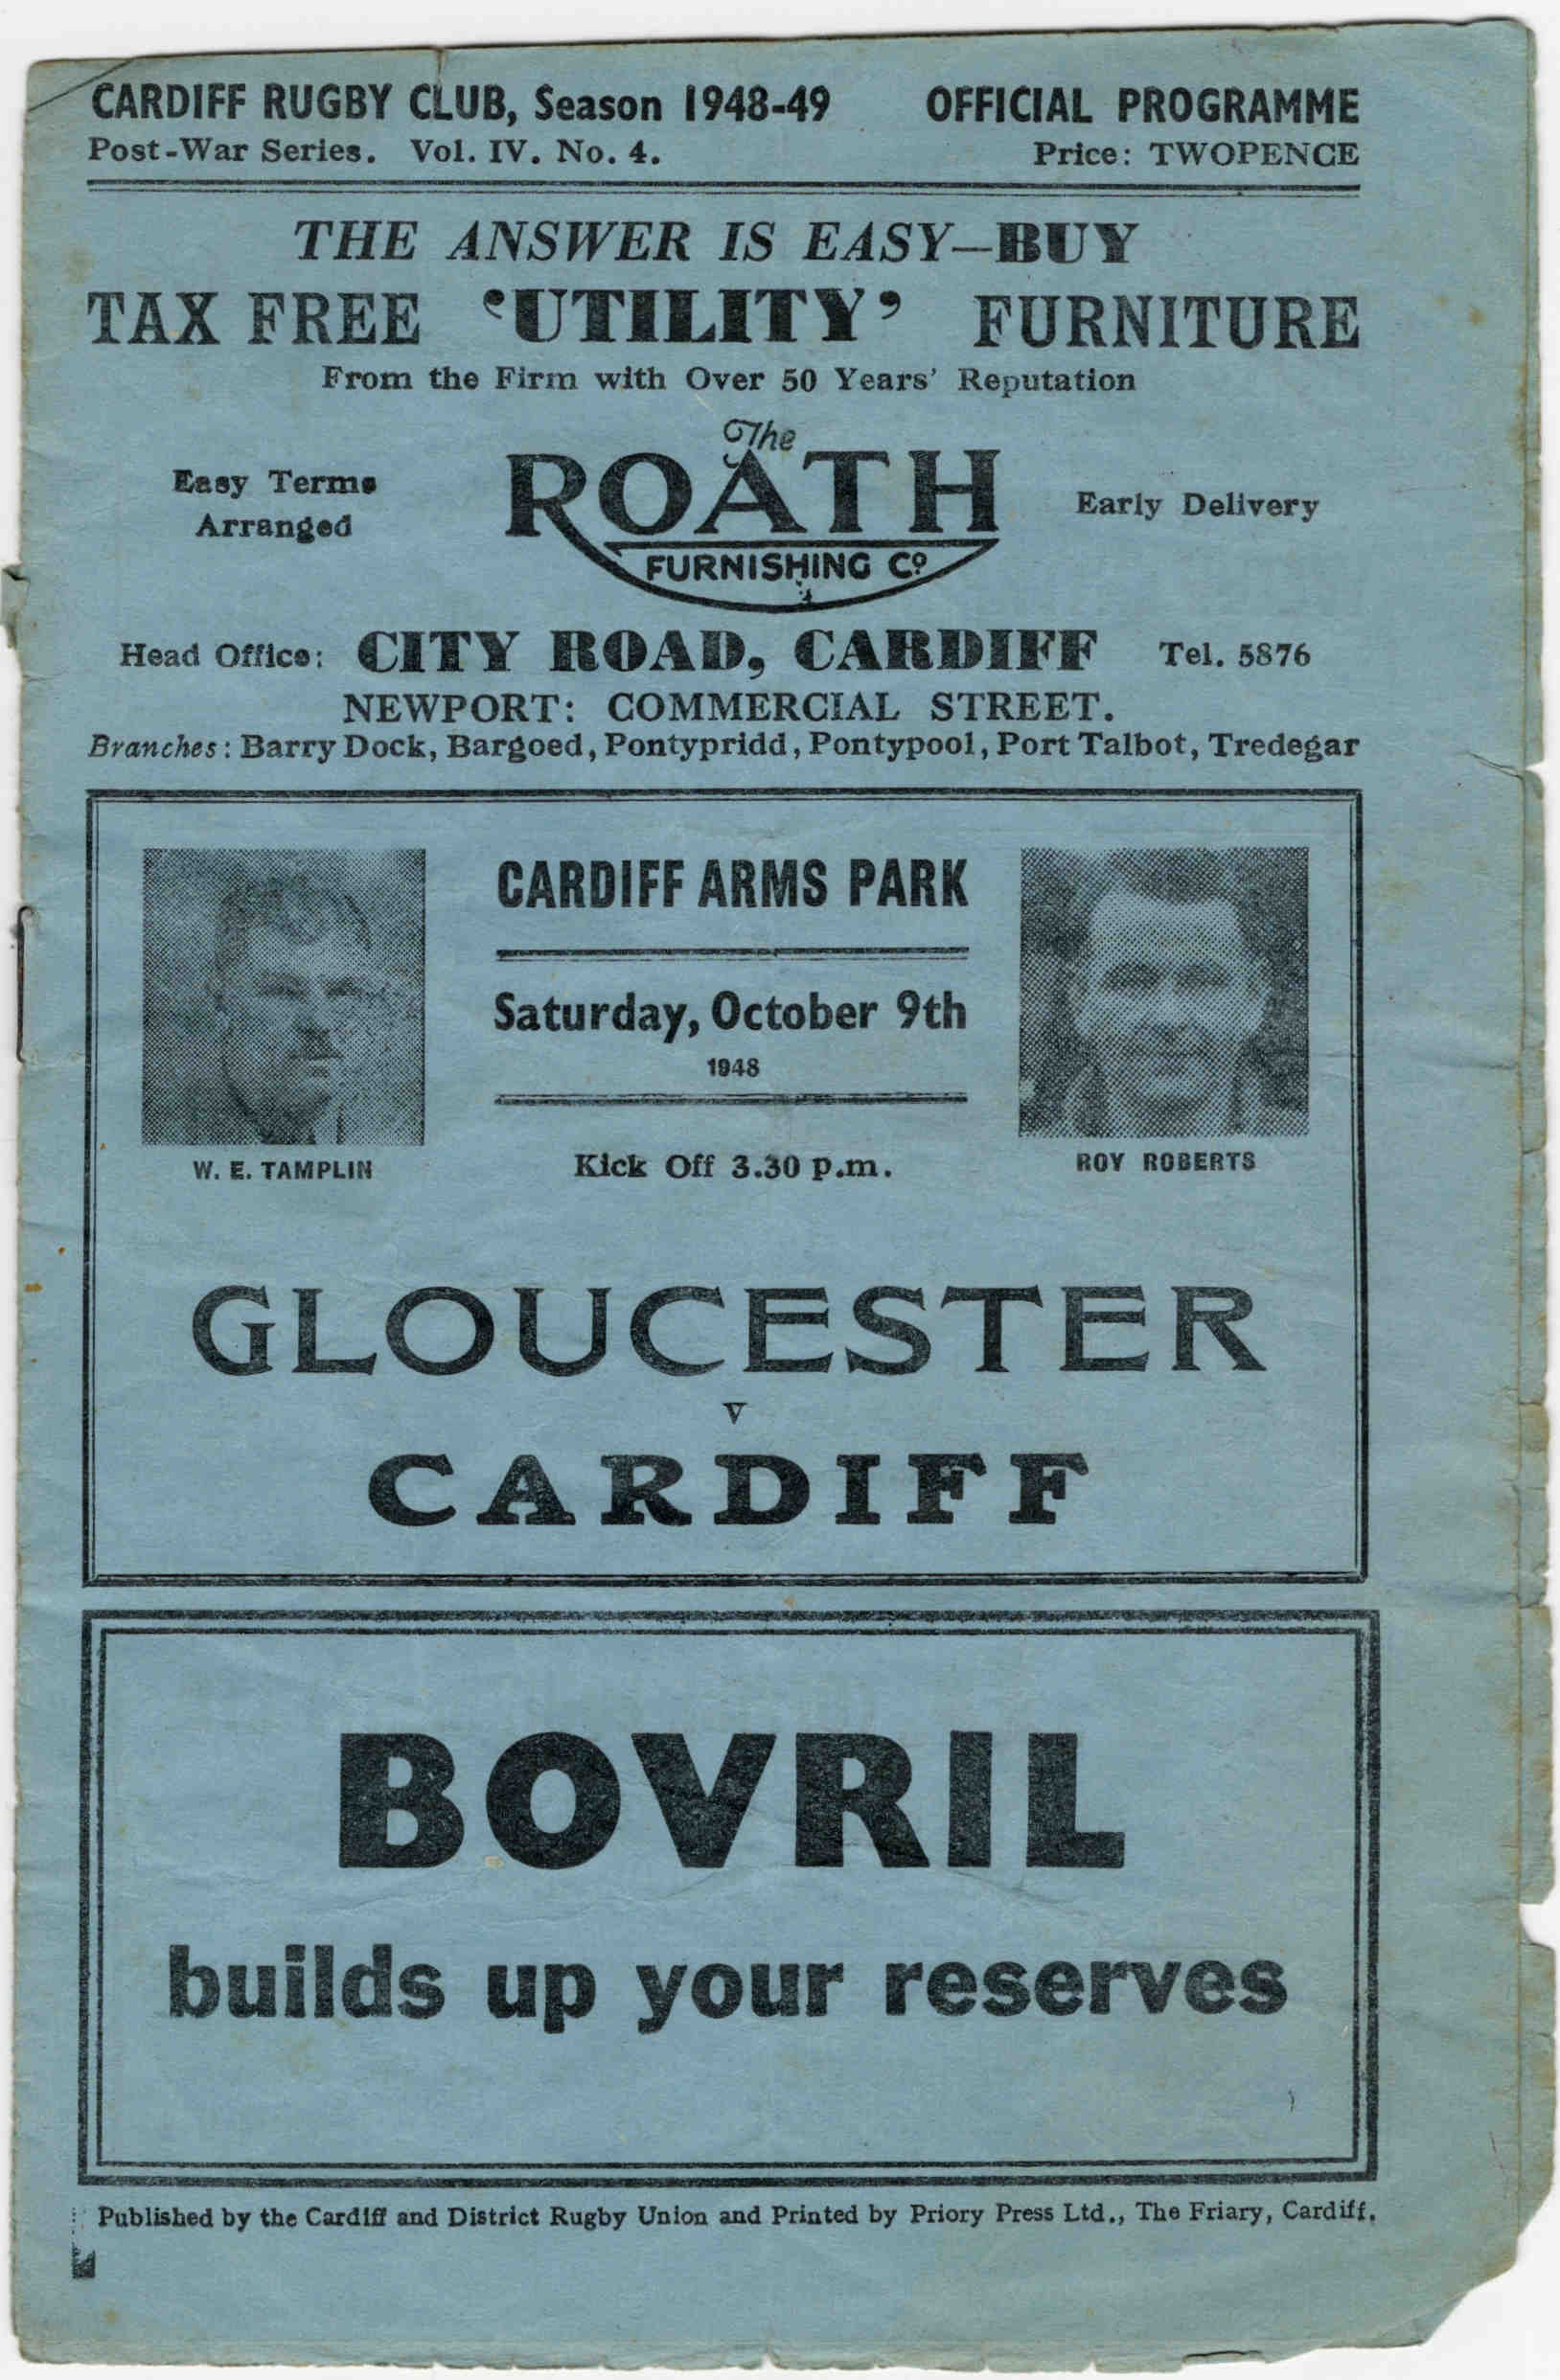 CARDIFF RUGBY CLUB, Season 1948-49 OFFICIAL PROGRAMME
Post-War Series. Vol. IV. No. 4. Price: TWOPENCE
THE ANSWER IS EASY—BUY
TAX FREE 'UTILITY' FURNITURE
From the Firm with Over 50 Years' Reputation
Easy Terms Arranged
The
ROATH
FURNISHING Co
Early Delivery
Head Office: CITY ROAD, CARDIFF Tel. 5876
NEWPORT: COMMERCIAL STREET.
Branches: Barry Dock, Bargoed, Pontypridd, Pontypool, Port Talbot, Tredegar
CARDIFF ARMS PARK
Saturday, October 9th
1948
Kick Off 3.30 p.m.
W. E. TAMPLIN
ROY ROBERTS
GLOUCESTER
v
CARDIFF
BOVRIL
builds up your reserves
Published by the Cardiff and District Rugby Union and Printed by Priory Press Ltd., The Friary, Cardiff.